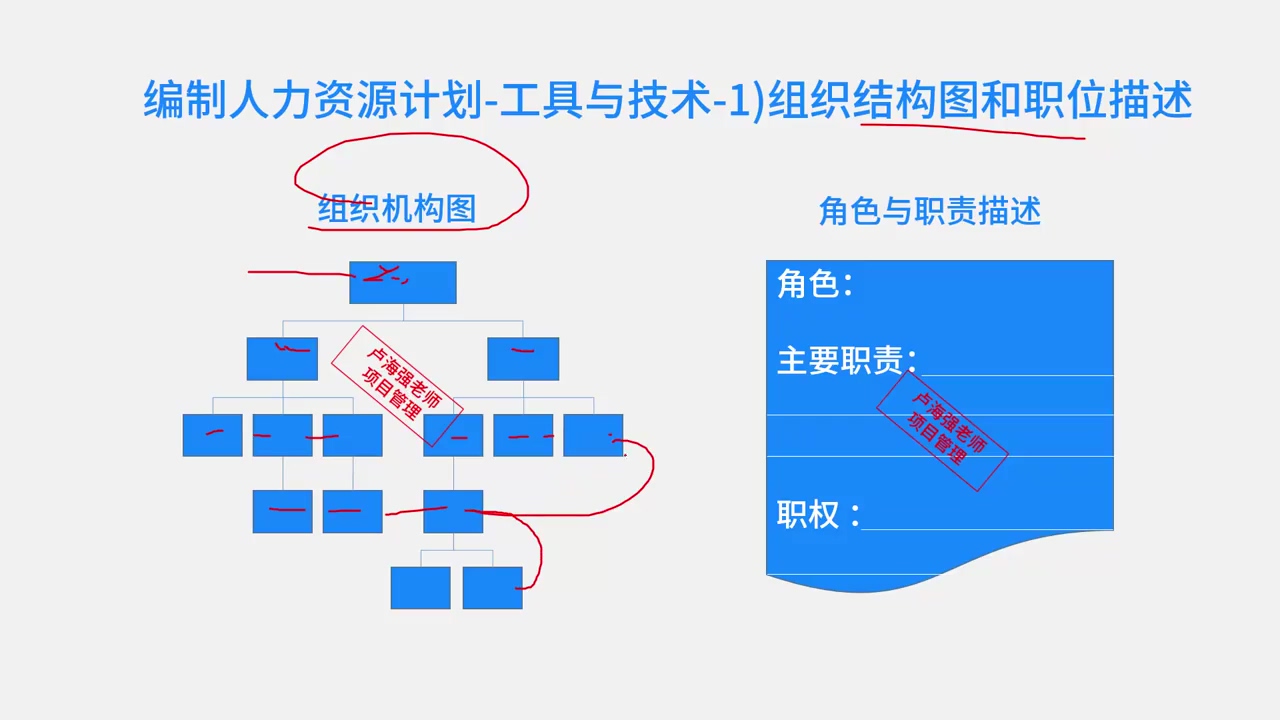 编制人力资源计划-工具与技术-1)组织结构图和职位描述
组织机构图
角色与职责描述
卢海强老师
项目管理
角色：
主要职责：
卢海强老师
项目管理
职权：